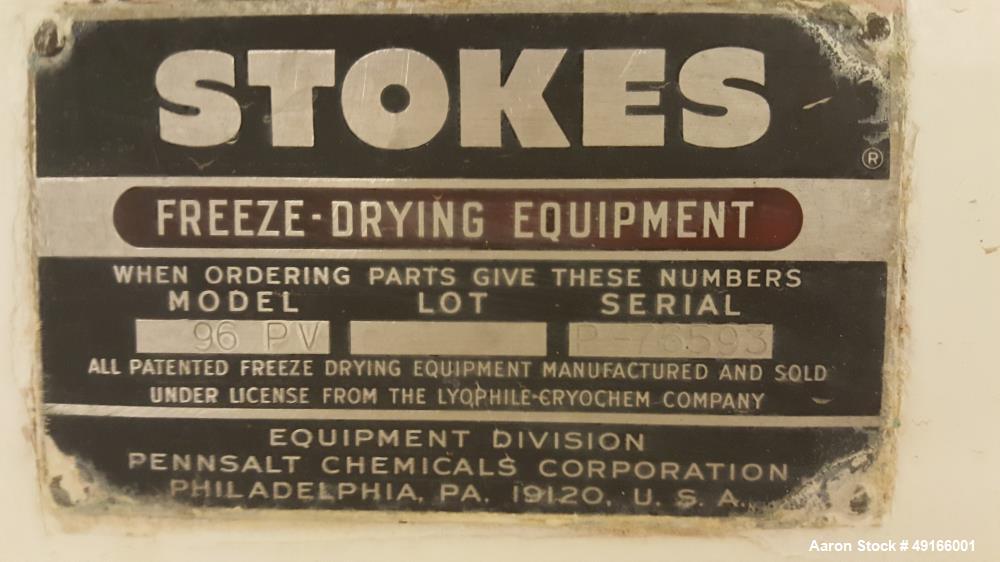 STOKES
®
FREEZE-DRYING EQUIPMENT
WHEN ORDERING PARTS GIVE THESE NUMBERS
MODEL LOT SERIAL
96 PV P-76593
ALL PATENTED FREEZE DRYING EQUIPMENT MANUFACTURED AND SOLD
UNDER LICENSE FROM THE LYOPHILE-CRYOCHEM COMPANY
EQUIPMENT DIVISION
PENNSALT CHEMICALS CORPORATION
PHILADELPHIA, PA. 19120, U. S. A.
Aaron Stock # 49166001